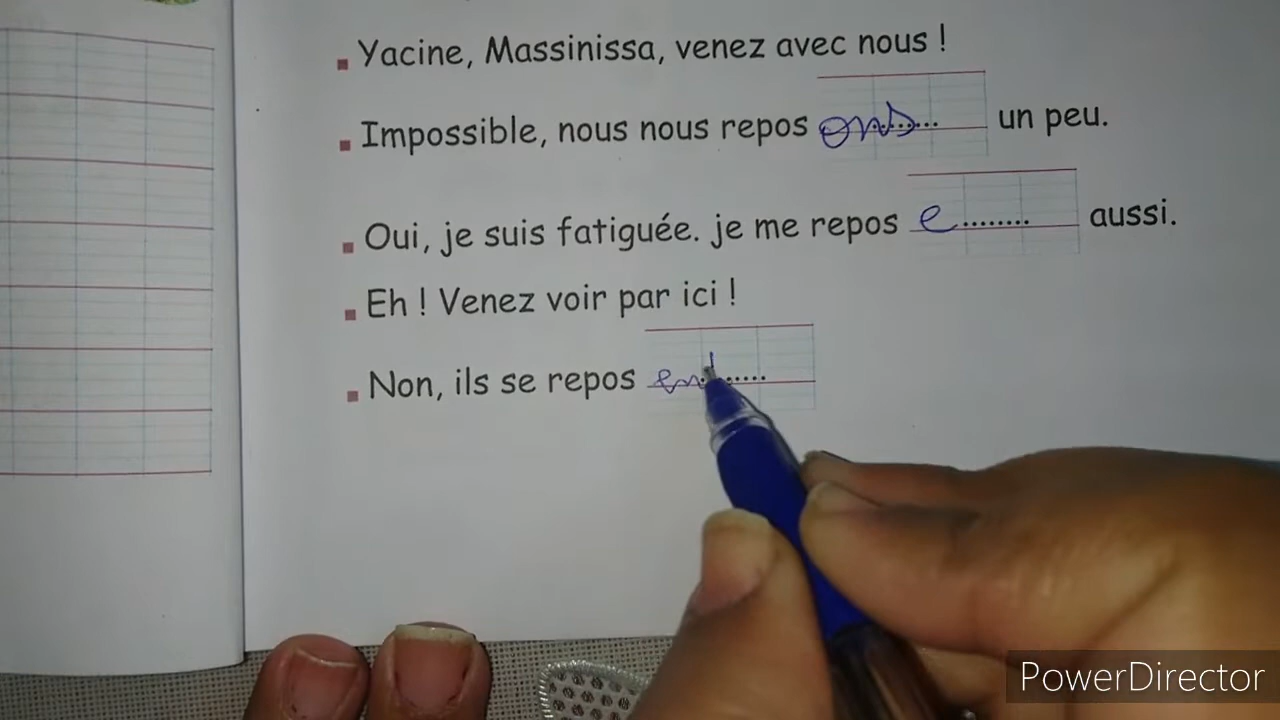 Yacine, Massinissa, venez avec nous !
Impossible, nous nous repos ons un peu.
Oui, je suis fatiguée. je me repos e ........ aussi.
Eh ! Venez voir par ici !
Non, ils se repos ent .....
PowerDirector